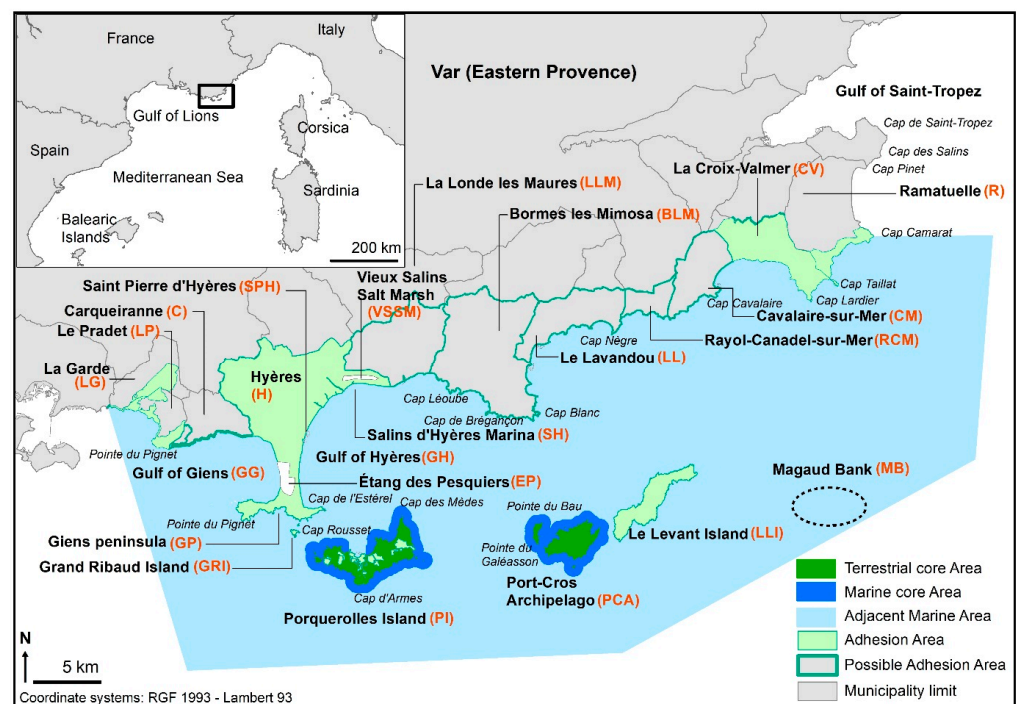 France
Italy
Gulf of Lions
Corsica
Spain
Mediterranean Sea
Sardinia
Balearic
Islands
200 km
Var (Eastern Province)
Gulf of Saint-Tropez
Cap de Saint-Tropez
Cap des Salins
La Croix-Valmer (CV)
Cap Pinet
La Londe les Maures (LLM)
Ramatuelle (R)
Bormes les Mimosa (BLM)
Cap Camarat
Vieux Salins
Salt Marsh
(VSSM)
Saint Pierre d'Hyères (SPH)
Cap Taillat
Carqueiranne (C)
Cap Cavalaire
Cap Lardier
Le Pradet (LP)
Cavalaire-sur-Mer (CM)
Cap Nègre
Rayol-Canadel-sur-Mer (RCM)
La Garde
(LG)
Hyères
(H)
Le Lavandou (LL)
Cap Léoube
Cap de Brégançon
Cap Blanc
Salins d'Hyères Marina (SH)
Pointe du Pignet
Gulf of Hyères (GH)
Gulf of Giens (GG)
Magaud Bank (MB)
Étang des Pesquiers (EP)
Cap de l'Estérel
Cap des Mèdes
Pointe du Bau
Pointe du Pignet
Cap Rousset
Le Levant Island (LLI)
Giens peninsula (GP)
Pointe du
Galéasson
Grand Ribaud Island (GRI)
Port-Cros
Archipelago (PCA)
Cap d'Armes
Porquerolles Island (PI)
Terrestrial core Area
Marine core Area
Adjacent Marine Area
Adhesion Area
Possible Adhesion Area
Municipality limit
N
5 km
Coordinate systems: RGF 1993 - Lambert 93